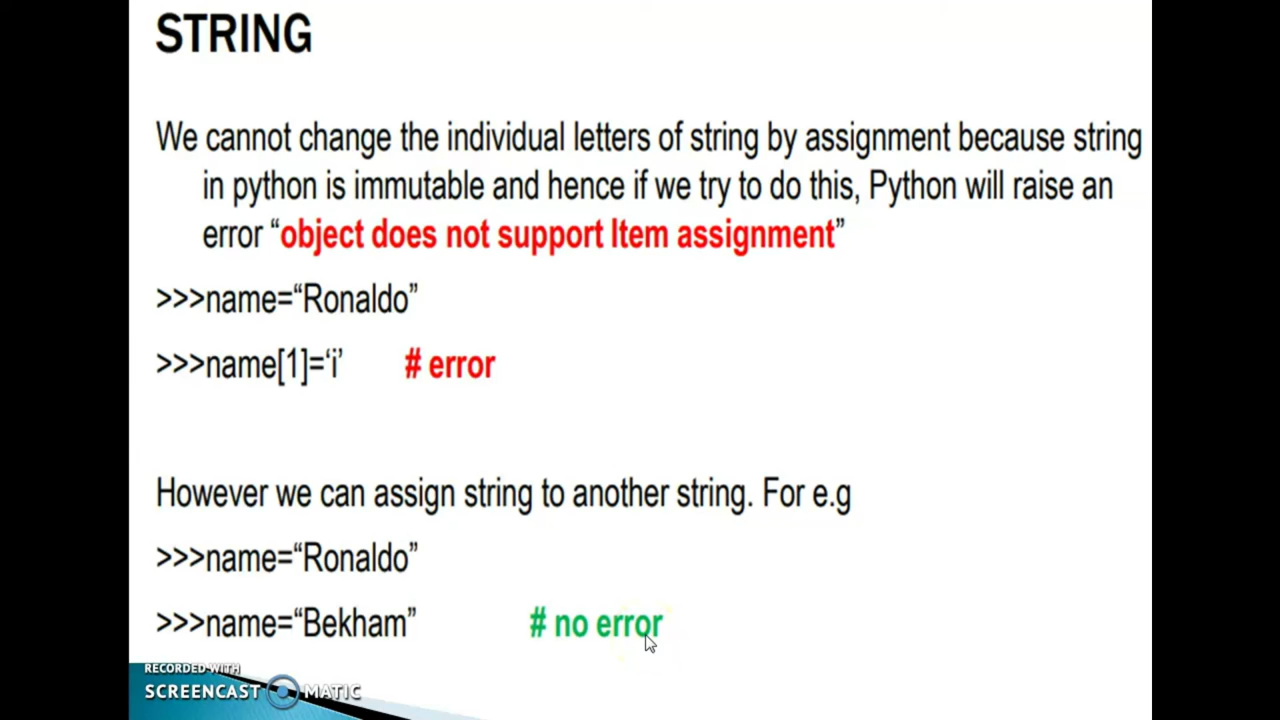 STRING
We cannot change the individual letters of string by assignment because string
in python is immutable and hence if we try to do this, Python will raise an
error “object does not support Item assignment”
>>>name=“Ronaldo”
>>>name[1]=‘i’ # error
However we can assign string to another string. For e.g
>>>name=“Ronaldo”
>>>name=“Bekham” # no error
RECORDED WITH
SCREENCAST MATIC